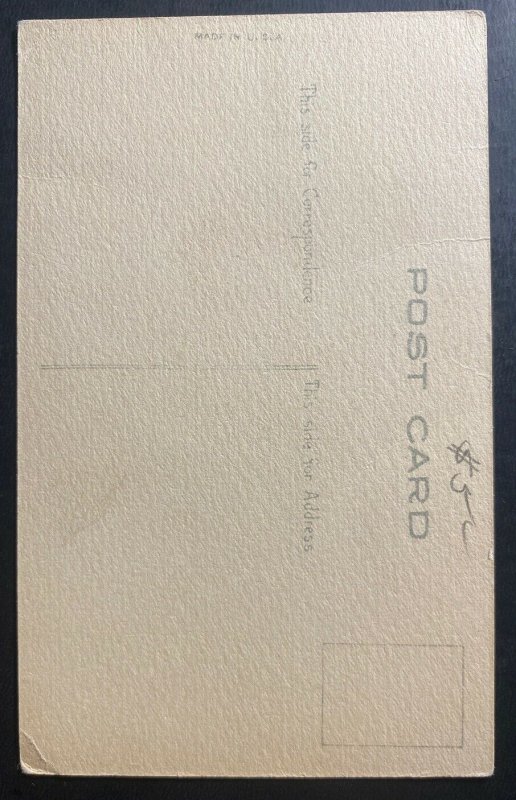 POST CARD
This side for Correspondence
This side for Address
MADE IN U.S.A.